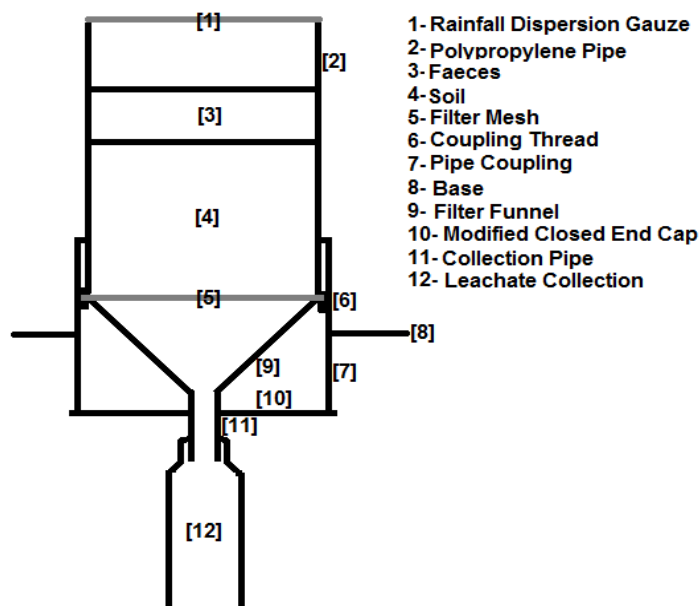 [1]
1- Rainfall Dispersion Gauze
2- Polypropylene Pipe
3- Faeces
4- Soil
5- Filter Mesh
6- Coupling Thread
7- Pipe Coupling
8- Base
9- Filter Funnel
10- Modified Closed End Cap
11- Collection Pipe
12- Leachate Collection
[2]
[3]
[4]
[5]
[6]
[8]
[9]
[7]
[10]
[11]
[12]